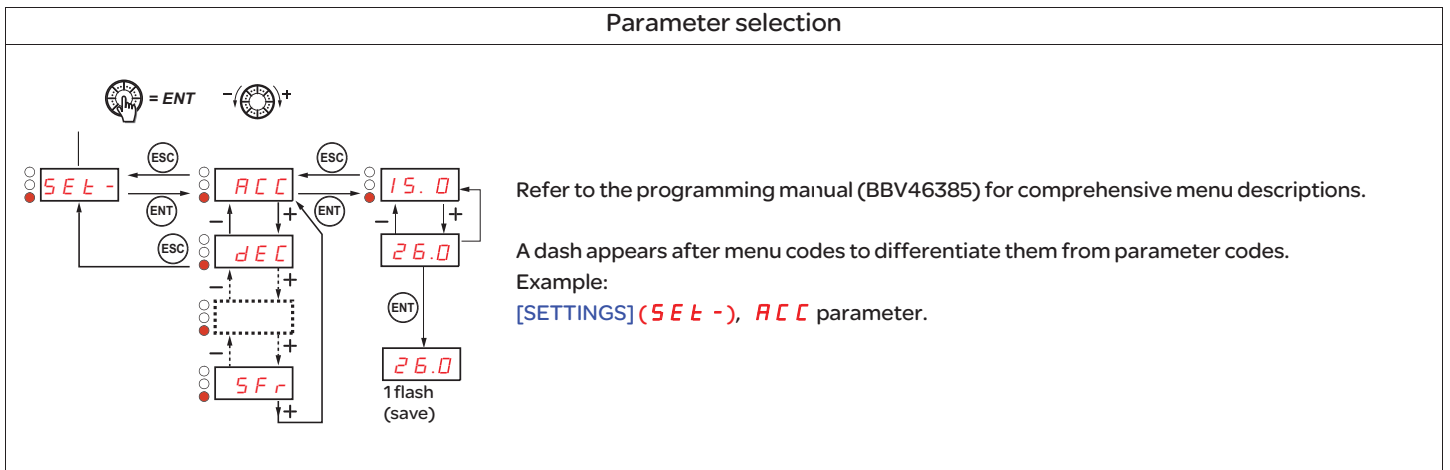 Parameter selection
= ENT - +
ESC ESC
SEt- ACC 15.0
ENT - + ENT - +
ESC dEC 26.0
- +
ENT
- +
SFr 26.0
+ 1 flash
(save)
Refer to the programming manual (BBV46385) for comprehensive menu descriptions.
A dash appears after menu codes to differentiate them from parameter codes.
Example:
[SETTINGS] (SEt-), ACC parameter.